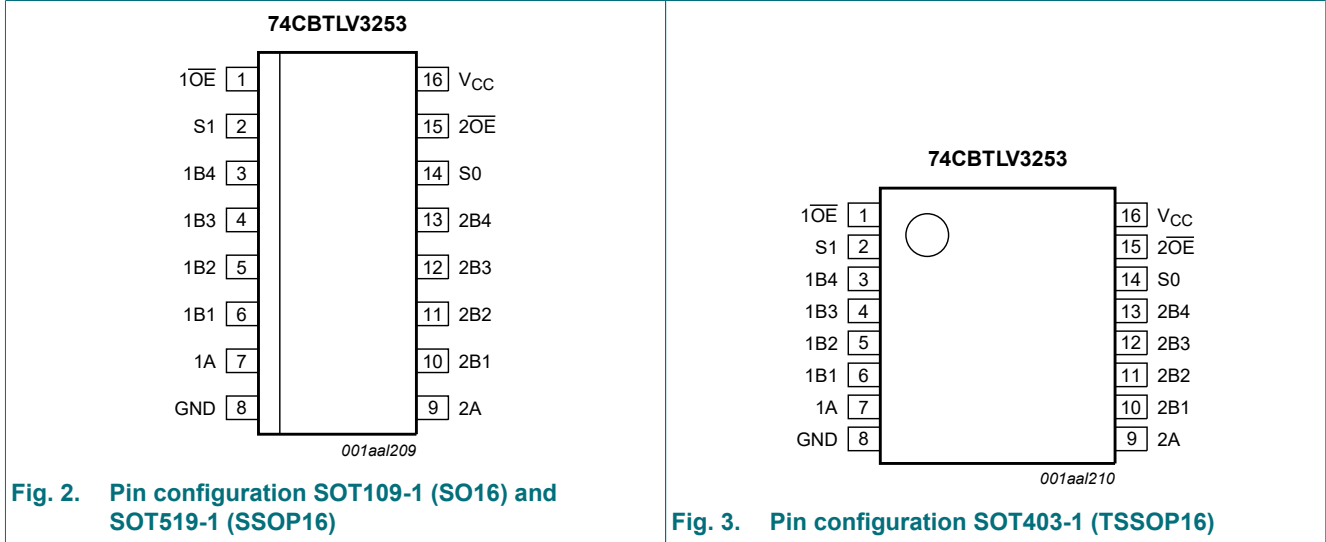 74CBTLV3253
1O̅E̅ 1 16 VCC
S1 2 15 2O̅E̅
1B4 3 14 S0
1B3 4 13 2B4
1B2 5 12 2B3
1B1 6 11 2B2
1A 7 10 2B1
GND 8 9 2A
001aal209
Fig. 2. Pin configuration SOT109-1 (SO16) and
SOT519-1 (SSOP16)
74CBTLV3253
1O̅E̅ 1 16 VCC
S1 2 15 2O̅E̅
1B4 3 14 S0
1B3 4 13 2B4
1B2 5 12 2B3
1B1 6 11 2B2
1A 7 10 2B1
GND 8 9 2A
001aal210
Fig. 3. Pin configuration SOT403-1 (TSSOP16)